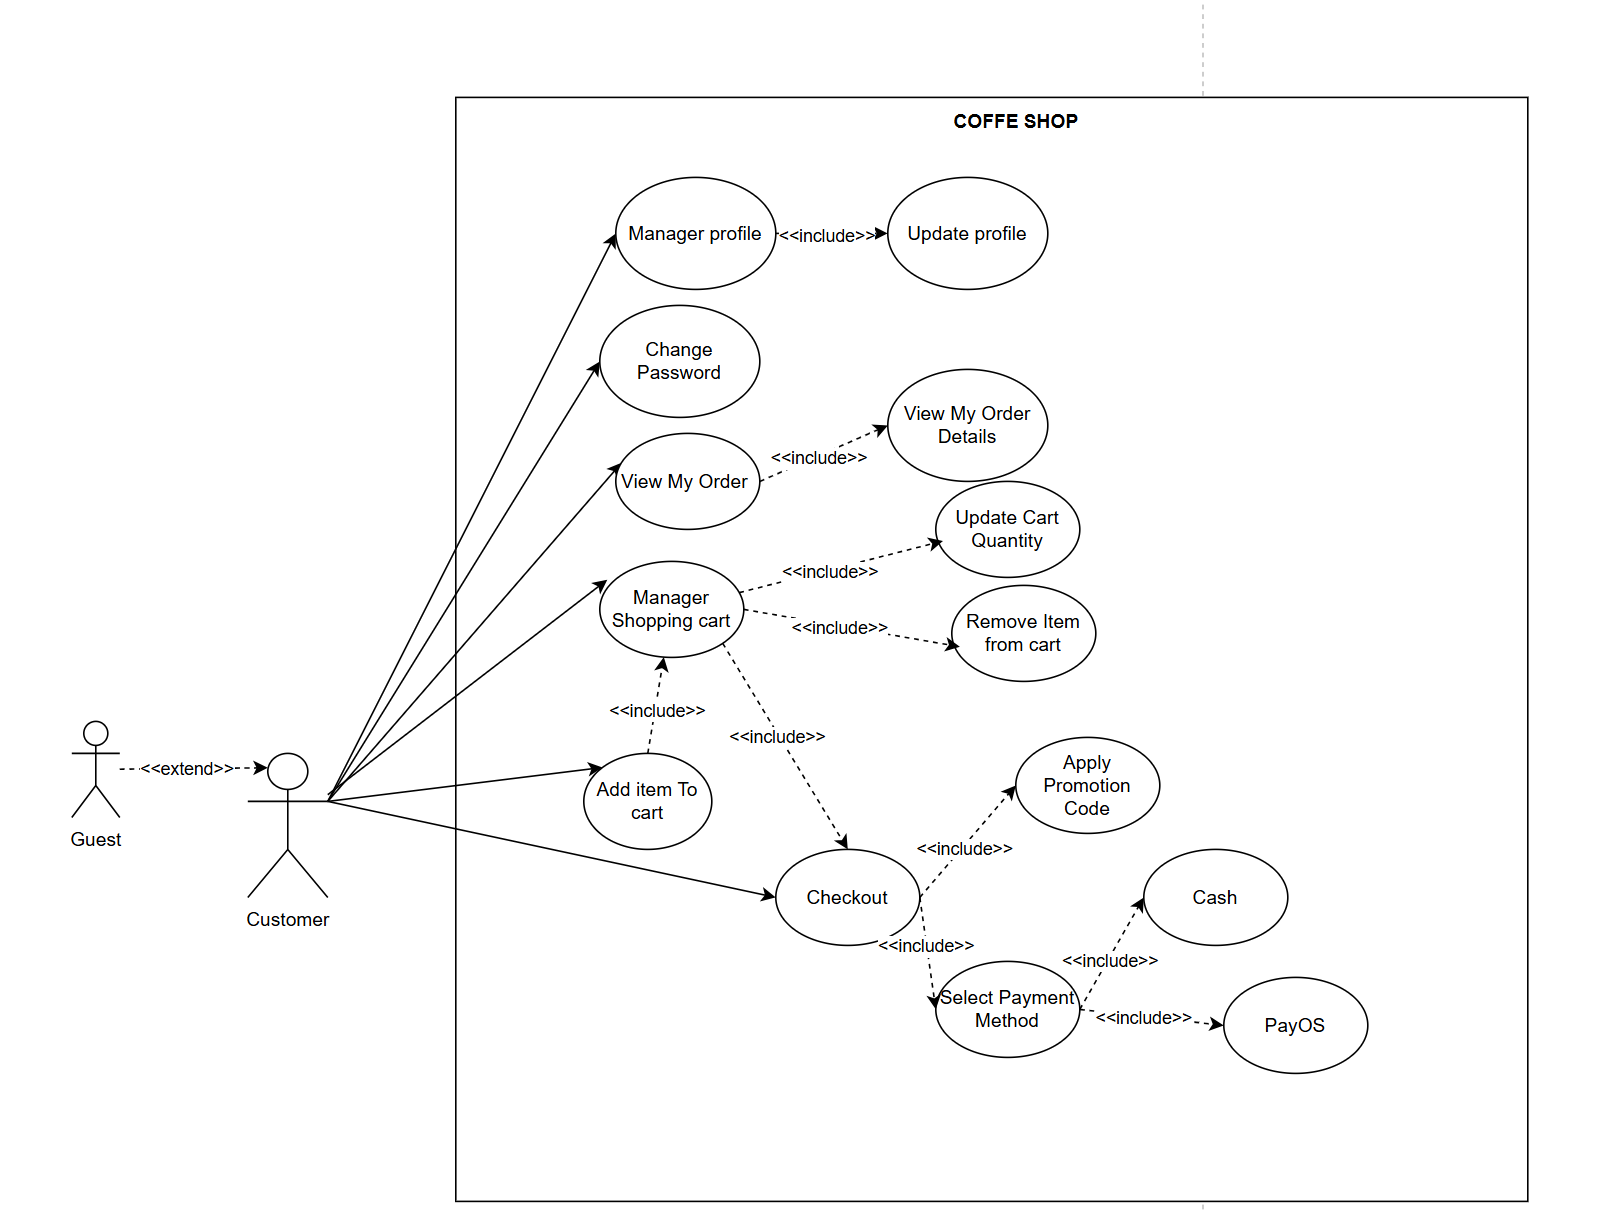 COFFE SHOP
Manager profile
<<include>>
Update profile
Change
Password
View My Order
Details
<<include>>
View My Order
Update Cart
Quantity
<<include>>
Manager
Shopping cart
<<include>>
Remove Item
from cart
<<include>>
<<include>>
Guest
<<extend>>
Customer
Add item To
cart
Apply
Promotion
Code
<<include>>
Checkout
<<include>>
Cash
<<include>>
Select Payment
Method
<<include>>
PayOS